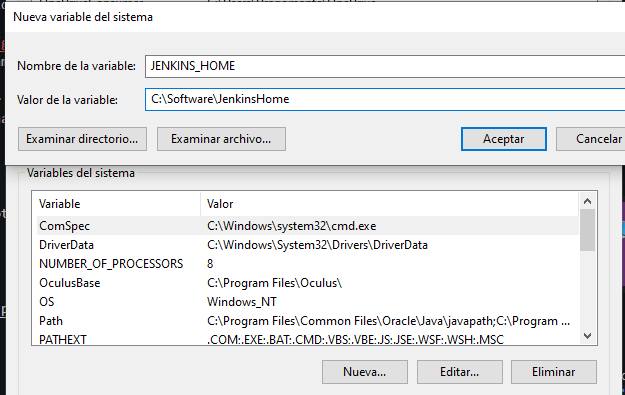 Nueva variable del sistema
Nombre de la variable: JENKINS_HOME
Valor de la variable: C:\Software\JenkinsHome
Examinar directorio... Examinar archivo... Aceptar Cancelar
Variables del sistema
Variable Valor
ComSpec C:\Windows\system32\cmd.exe
DriverData C:\Windows\System32\Drivers\DriverData
NUMBER_OF_PROCESSORS 8
OculusBase C:\Program Files\Oculus\
OS Windows_NT
Path C:\Program Files\Common Files\Oracle\Java\javapath;C:\Program ...
PATHEXT .COM;.EXE;.BAT;.CMD;.VBS;.VBE;.JS;.JSE;.WSF;.WSH;.MSC
Nueva... Editar... Eliminar